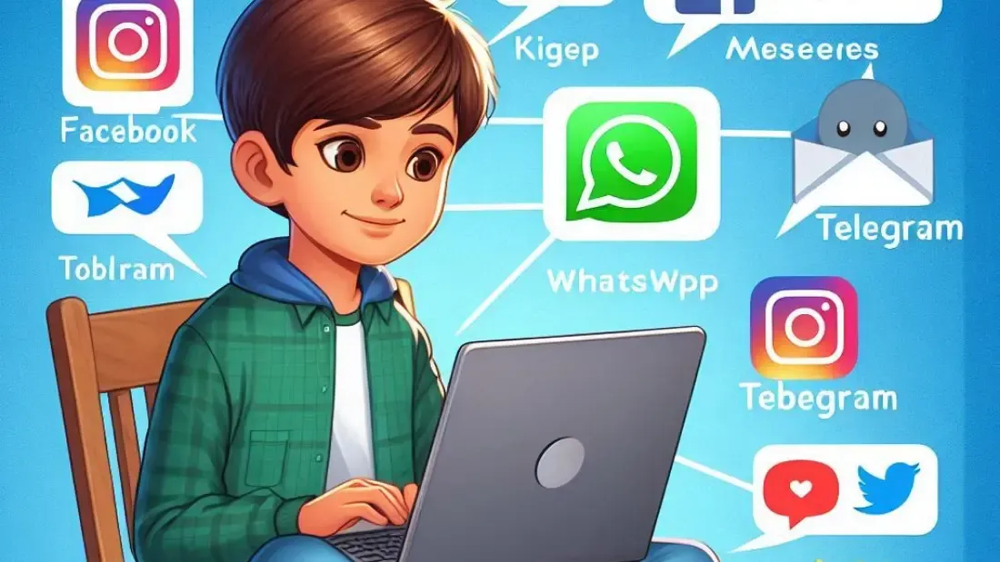 Kigep
Meseeres
Facebook
Toblram
WhatsWpp
Telegram
Tebegram